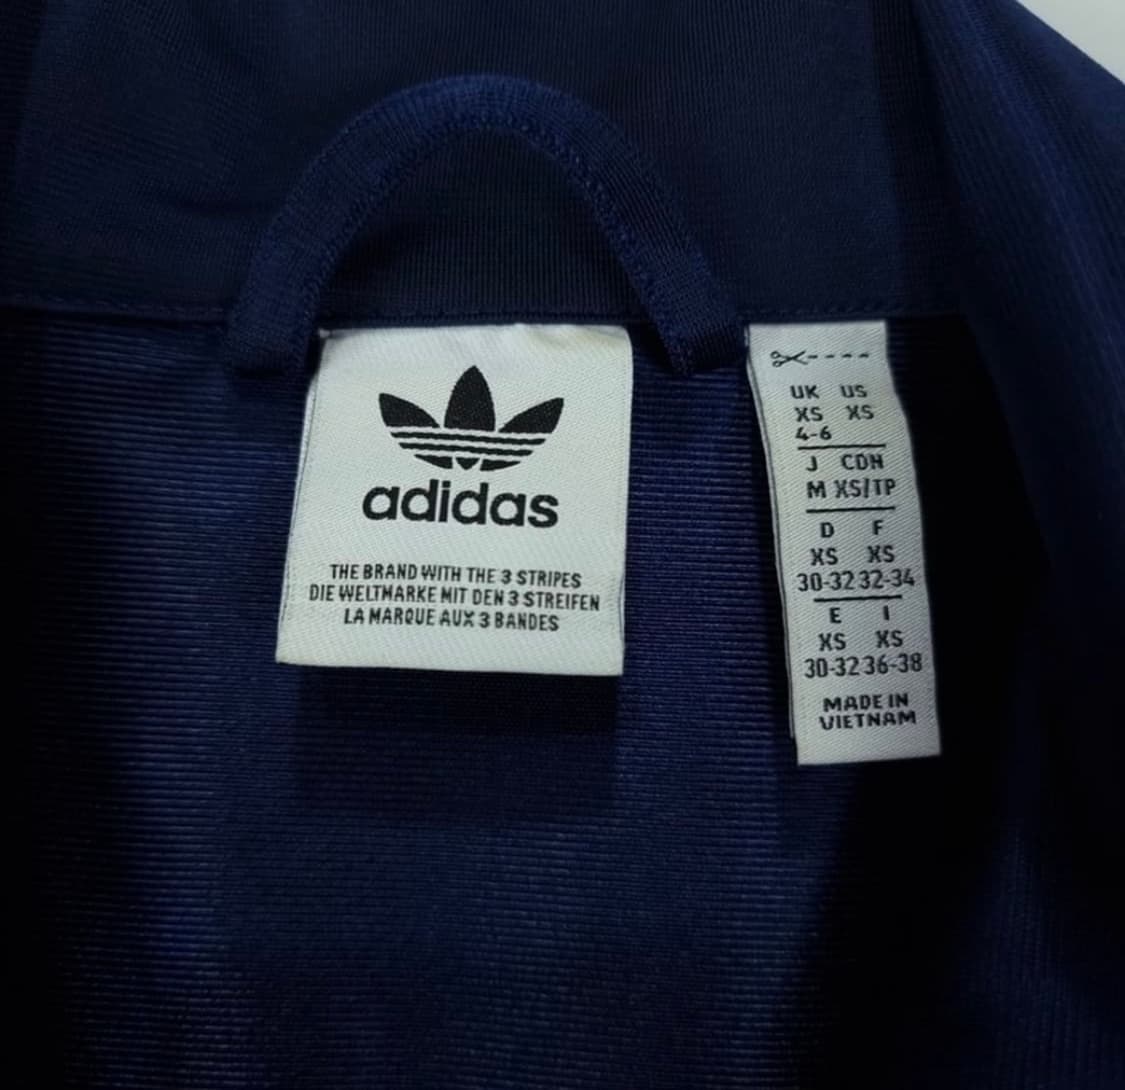 adidas
THE BRAND WITH THE 3 STRIPES
DIE WELTMARKE MIT DEN 3 STREIFEN
LA MARQUE AUX 3 BANDES
UK US
XS XS
4-6
J CDN
M XS/TP
D F
XS XS
30-32 32-34
E I
XS XS
30-32 36-38
MADE IN
VIETNAM